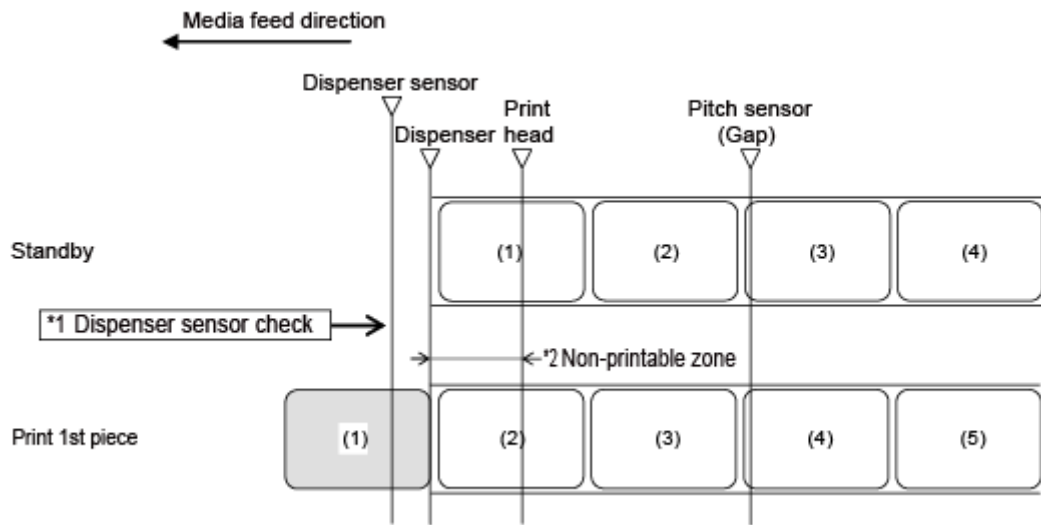 Media feed direction
Dispenser sensor
Print
Dispenser head
Pitch sensor
(Gap)
Standby
(1)
(2)
(3)
(4)
*1 Dispenser sensor check
*2 Non-printable zone
Print 1st piece
(1)
(2)
(3)
(4)
(5)